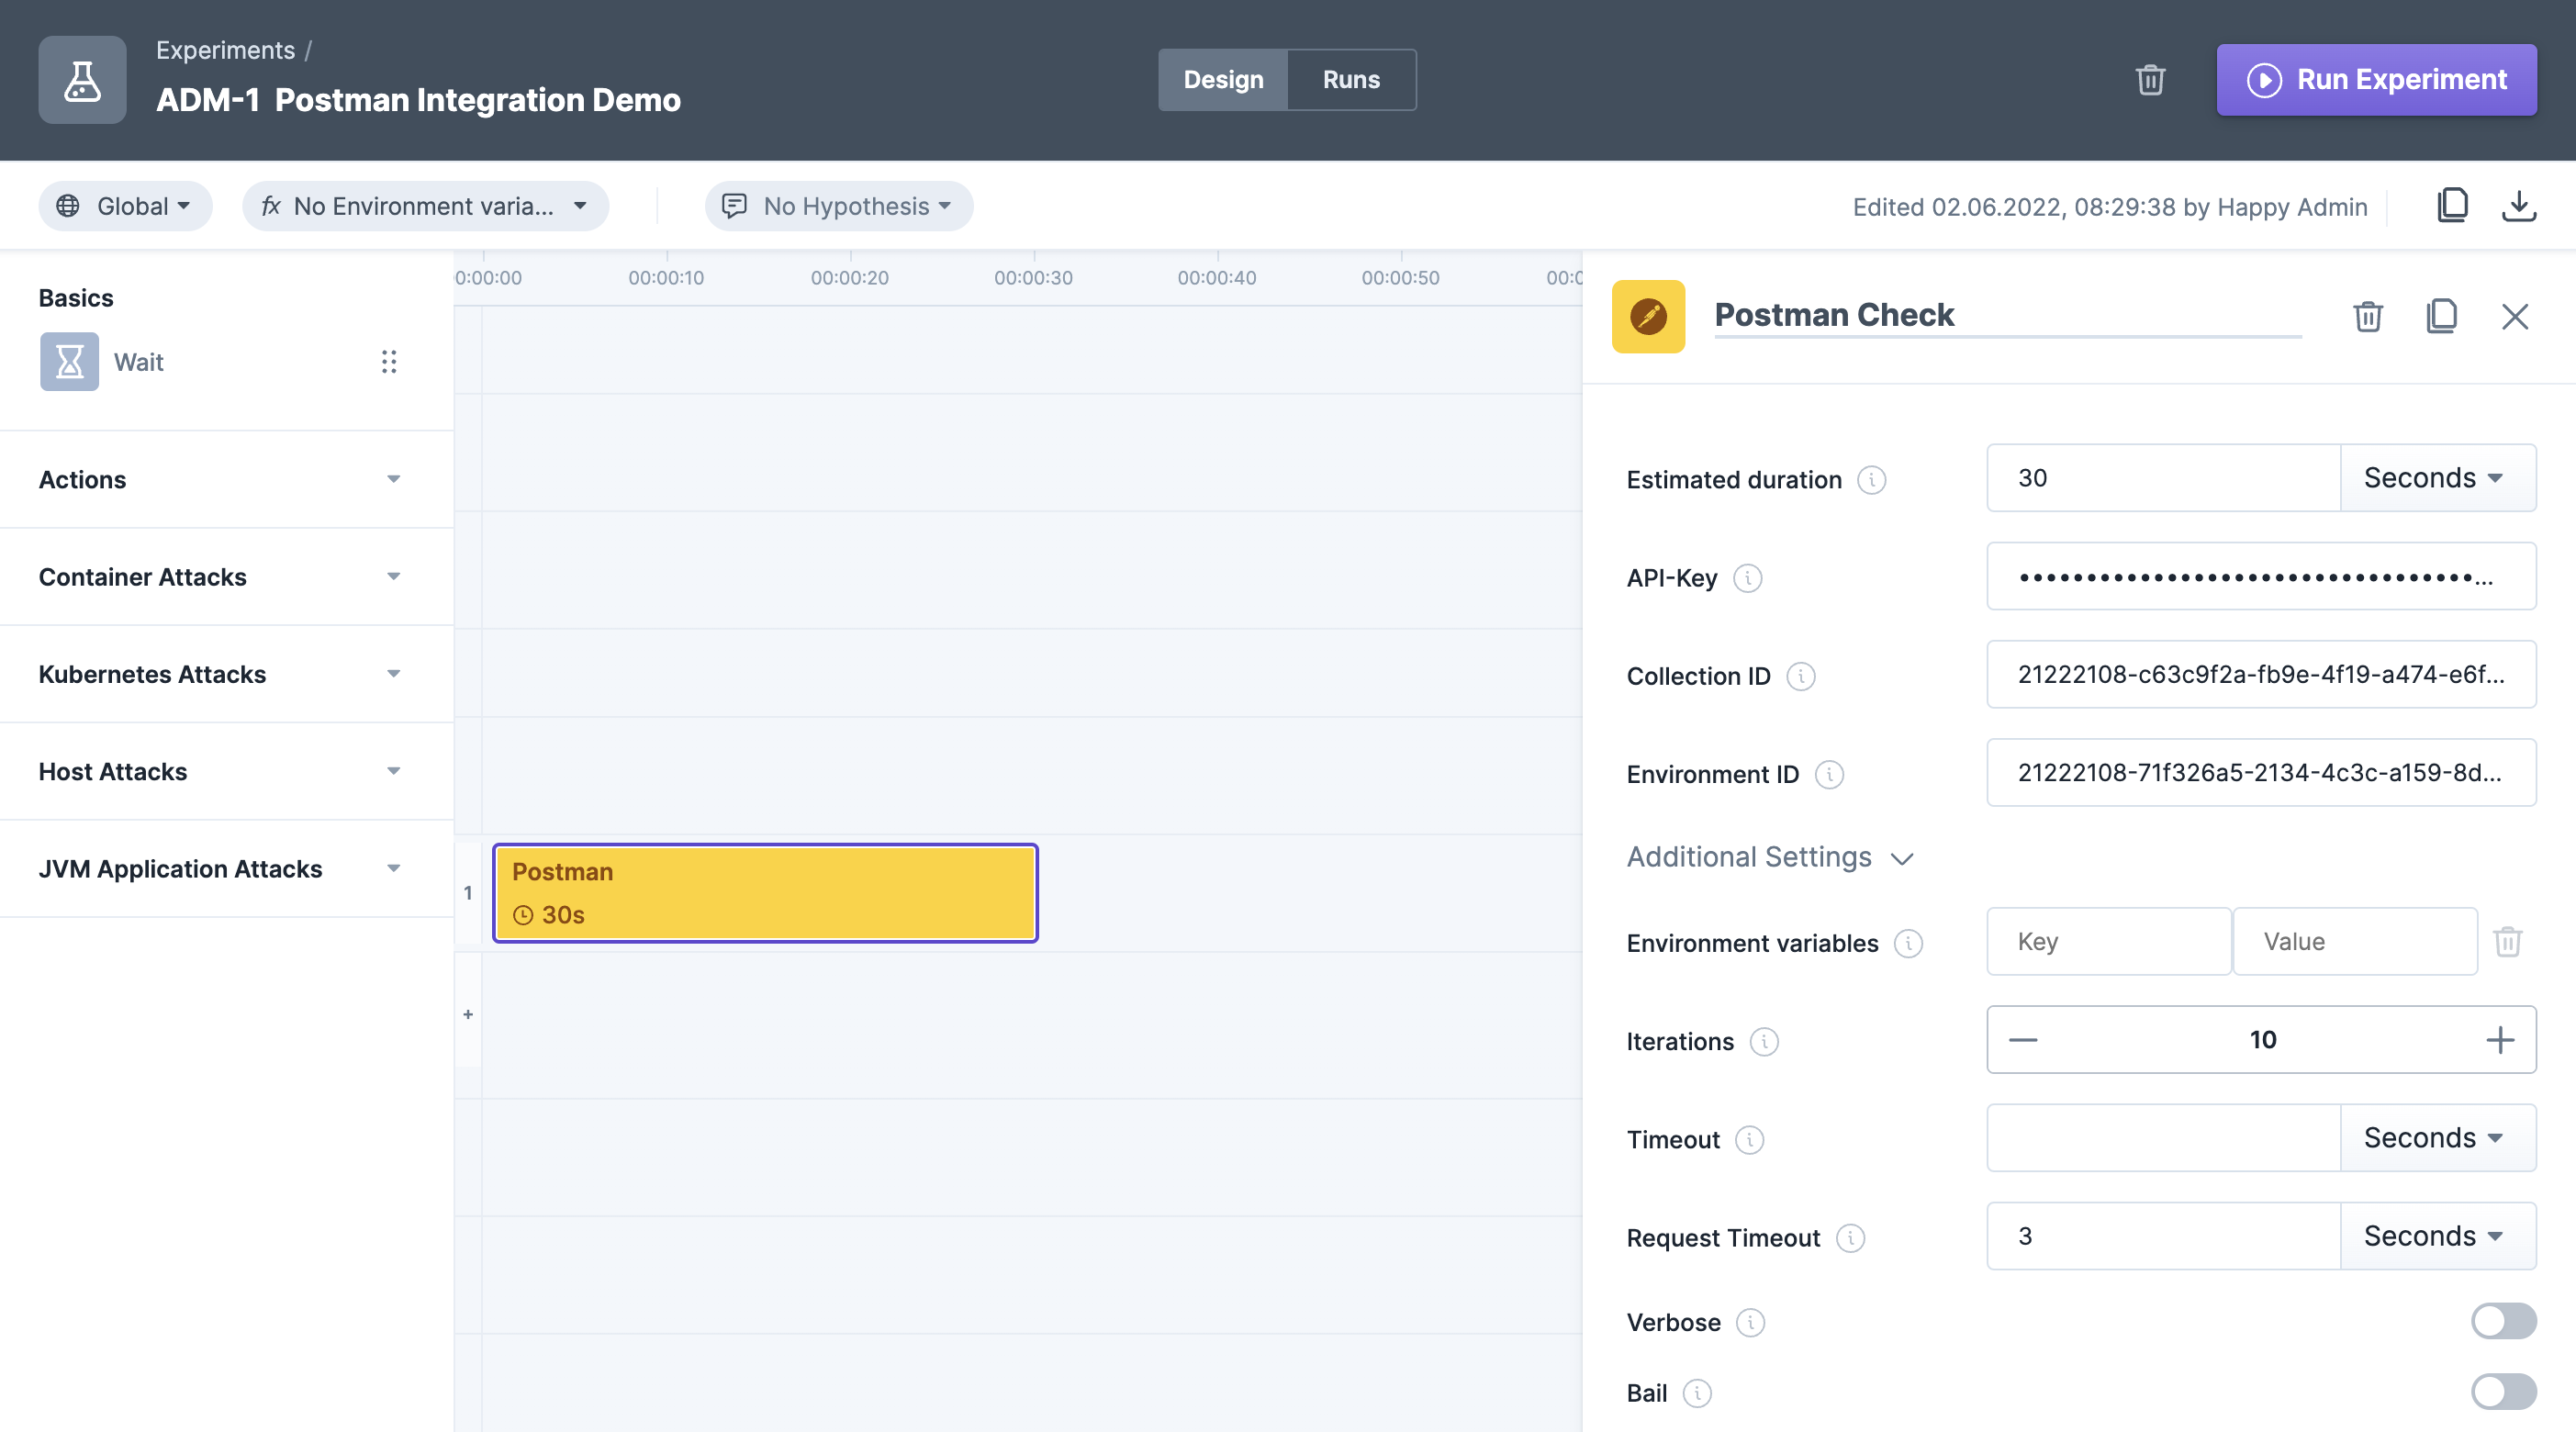 Experiments /
ADM-1 Postman Integration Demo
Design
Runs
Run Experiment
Global
fx No Environment varia...
No Hypothesis
Edited 02.06.2022, 08:29:38 by Happy Admin
Basics
Wait
Actions
Container Attacks
Kubernetes Attacks
Host Attacks
JVM Application Attacks
0:00:00 00:00:10 00:00:20 00:00:30 00:00:40 00:00:50 00:0
1
Postman
30s
+
Postman Check
Estimated duration
30
Seconds
API-Key
••••••••••••••••••••••••••••••••••...
Collection ID
21222108-c63c9f2a-fb9e-4f19-a474-e6f...
Environment ID
21222108-71f326a5-2134-4c3c-a159-8d...
Additional Settings
Environment variables
Key
Value
Iterations
10
Timeout
Seconds
Request Timeout
3
Seconds
Verbose
Bail